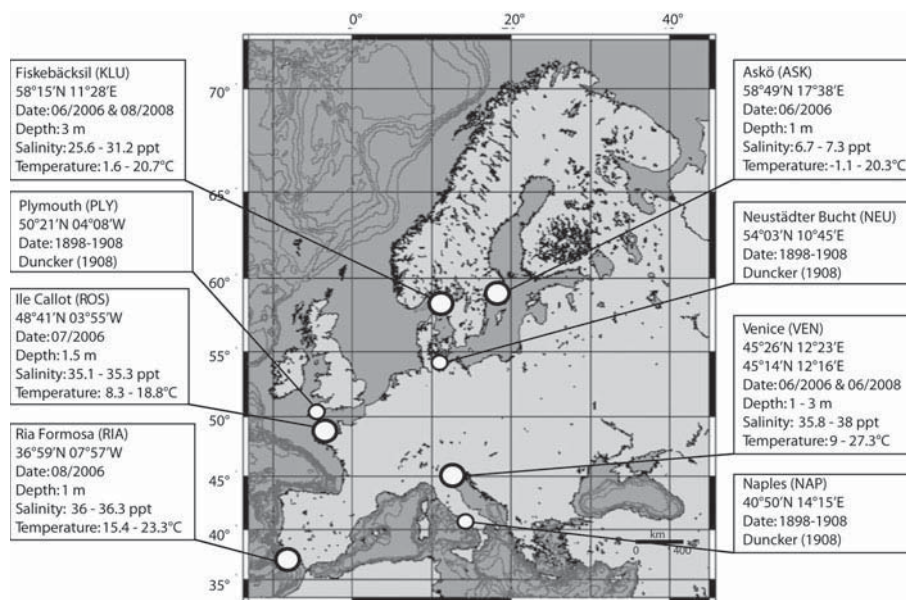 0°
20°
Fiskebäcksil (KLU)
58°15′N 11°28′E
Date:06/2006 & 08/2008
Depth:3 m
Salinity:25.6 - 31.2 ppt
Temperature:1.6 - 20.7°C
Plymouth (PLY)
50°21′N 04°08′W
Date: 1898-1908
Duncker (1908)
Ile Callot (ROS)
48°41′N 03°55′W
Date:07/2006
Depth:1.5 m
Salinity:35.1 - 35.3 ppt
Temperature: 8.3 - 18.8°C
Ria Formosa (RIA)
36°59′N 07°57′W
Date:08/2006
Depth:1 m
Salinity: 36 - 36.3 ppt
Temperature:15.4 - 23.3°C
70°
65°
60°
55°
50°
45°
40°
35°
km
0 400
Askö (ASK)
58°49′N 17°38′E
Date:06/2006
Depth:1 m
Salinity:6.7 - 7.3 ppt
Temperature:-1.1 - 20.3°C
Neustädter Bucht (NEU)
54°03′N 10°45′E
Date:1898-1908
Duncker (1908)
Venice (VEN)
45°26′N 12°23′E
45°14′N 12°16′E
Date:06/2006 &06/2008
Depth:1 - 3 m
Salinity: 35.8 - 38 ppt
Temperature:9 - 27.3°C
Naples (NAP)
40°50′N 14°15′E
Date:1898-1908
Duncker (1908)